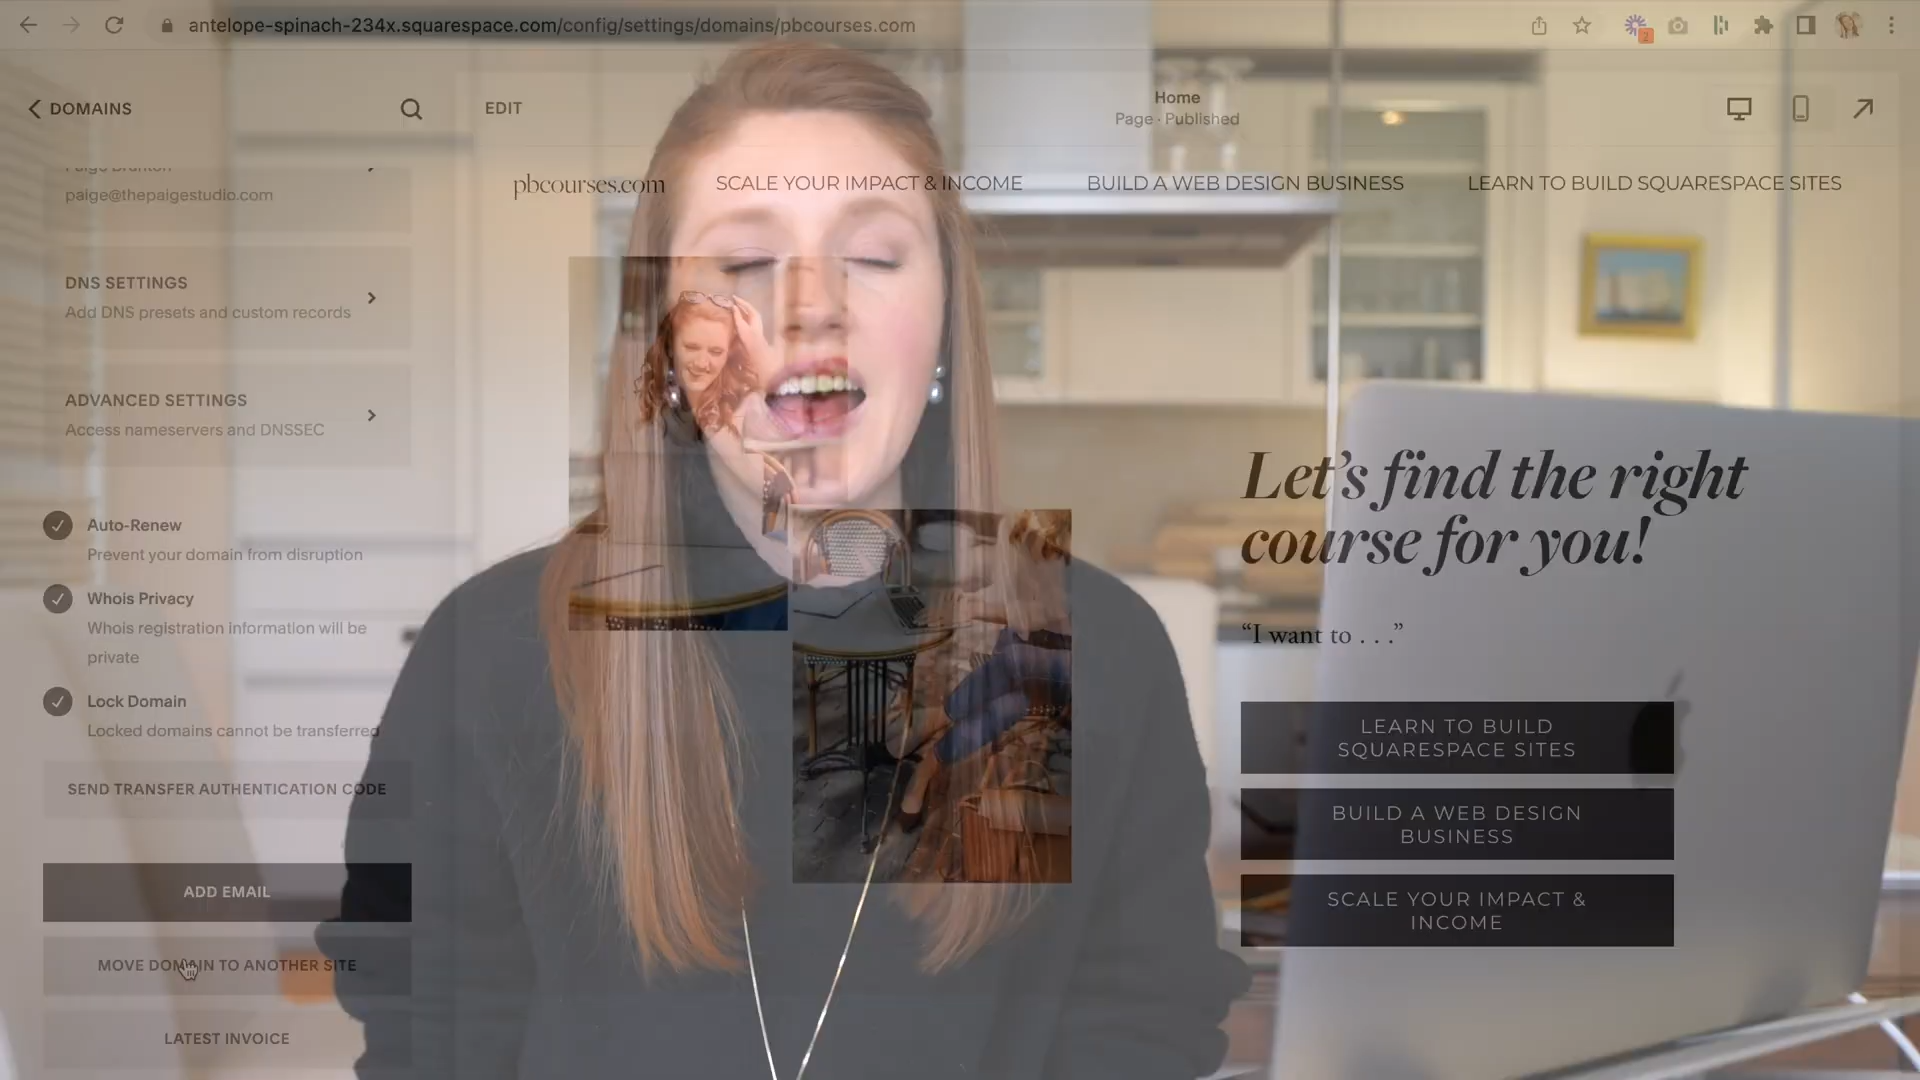 antelope-spinach-234x.squarespace.com/config/settings/domains/pbcourses.com
2
DOMAINS
EDIT
Home
Page · Published
Paige Brunton
paige@thepaigestudio.com
pbcourses.com
SCALE YOUR IMPACT & INCOME
BUILD A WEB DESIGN BUSINESS
LEARN TO BUILD SQUARESPACE SITES
DNS SETTINGS
Add DNS presets and custom records
ADVANCED SETTINGS
Access nameservers and DNSSEC
Auto-Renew
Prevent your domain from disruption
Whois Privacy
Whois registration information will be
private
Lock Domain
Locked domains cannot be transferred
SEND TRANSFER AUTHENTICATION CODE
ADD EMAIL
MOVE DOMAIN TO ANOTHER SITE
LATEST INVOICE
Let's find the right
course for you!
“I want to . . .”
LEARN TO BUILD
SQUARESPACE SITES
BUILD A WEB DESIGN
BUSINESS
SCALE YOUR IMPACT &
INCOME